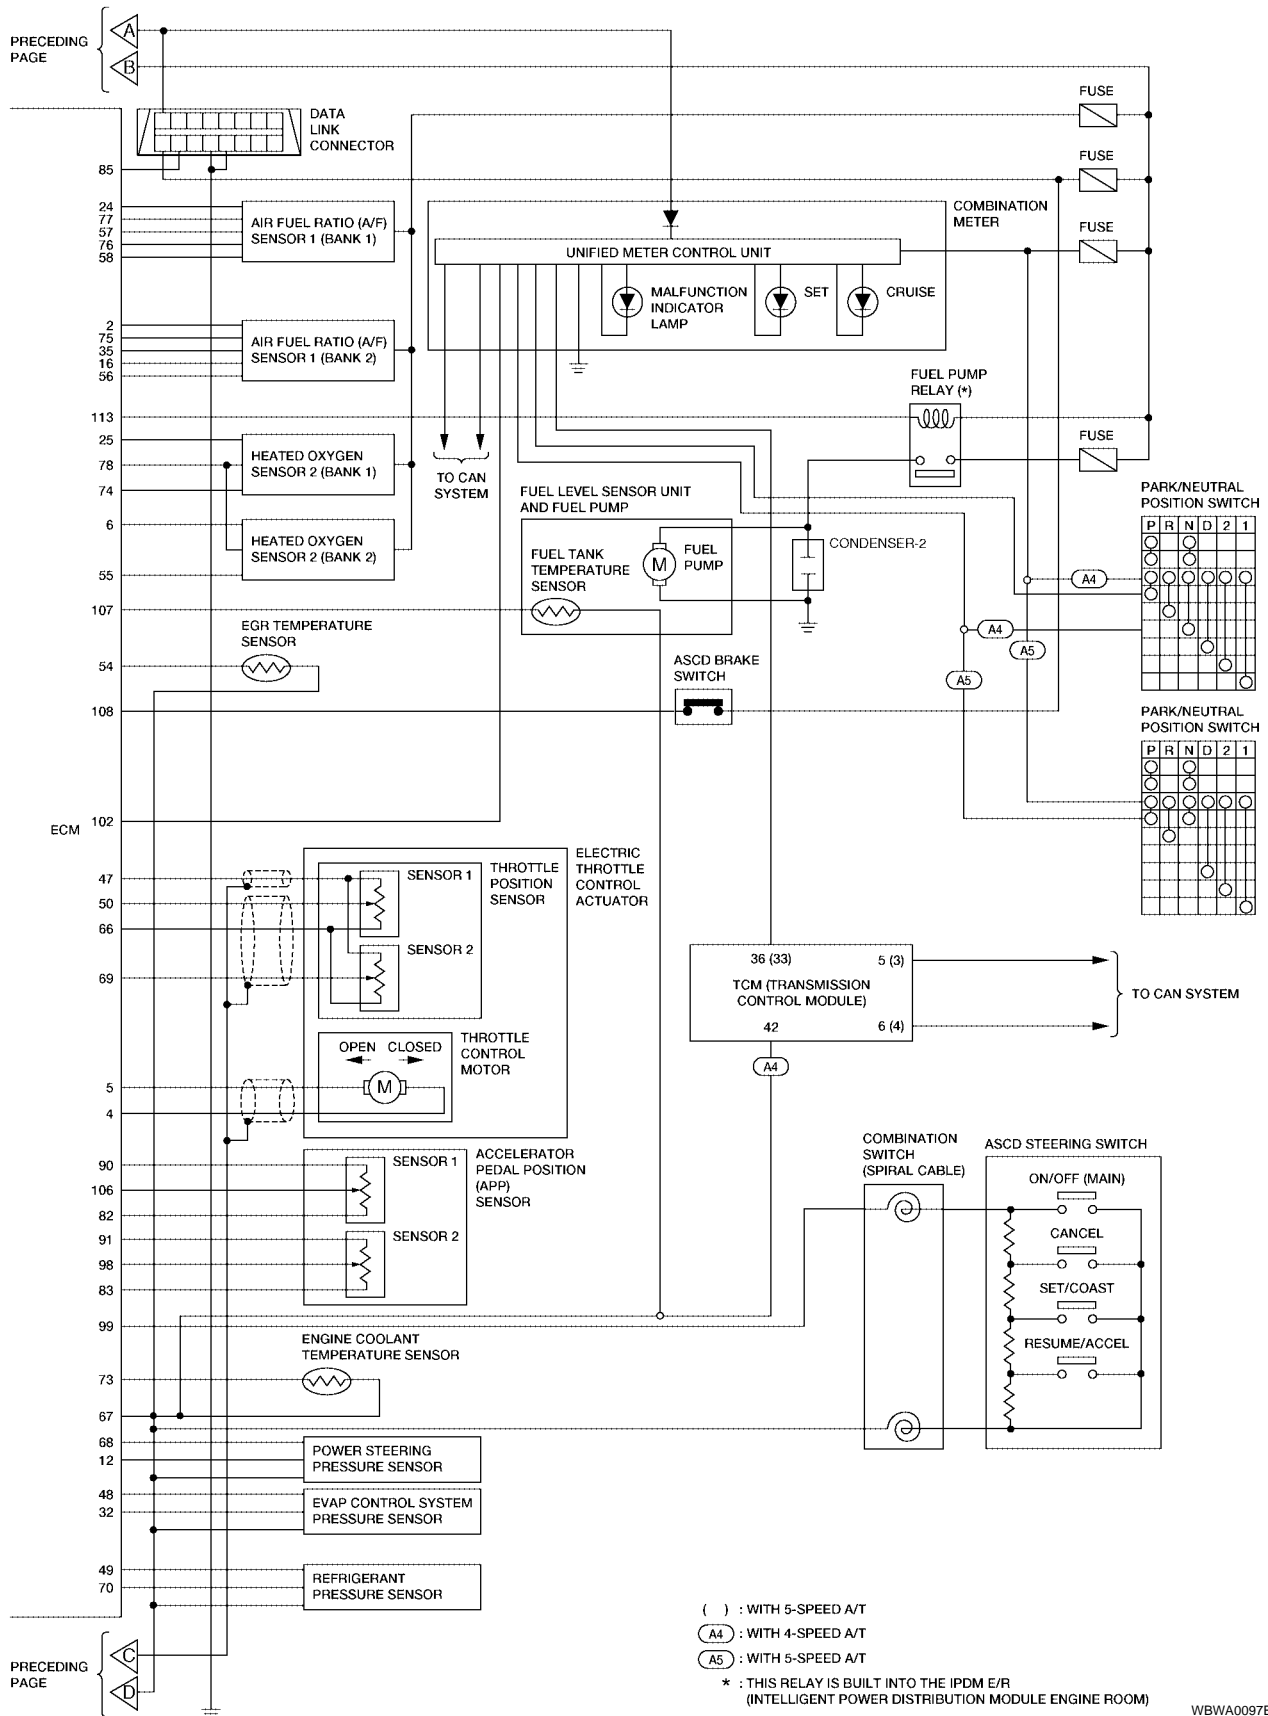 PRECEDING
PAGE
A
B
DATA
LINK
CONNECTOR
FUSE
FUSE
FUSE
85
24
77
57
76
58
AIR FUEL RATIO (A/F)
SENSOR 1 (BANK 1)
COMBINATION
METER
UNIFIED METER CONTROL UNIT
MALFUNCTION
INDICATOR
LAMP
SET
CRUISE
2
75
35
16
56
AIR FUEL RATIO (A/F)
SENSOR 1 (BANK 2)
FUEL PUMP
RELAY (*)
113
25
78
74
HEATED OXYGEN
SENSOR 2 (BANK 1)
TO CAN
SYSTEM
FUSE
6
55
HEATED OXYGEN
SENSOR 2 (BANK 2)
FUEL LEVEL SENSOR UNIT
AND FUEL PUMP
FUEL TANK
TEMPERATURE
SENSOR
M
FUEL
PUMP
CONDENSER-2
PARK/NEUTRAL
POSITION SWITCH
P R N D 2 1
A4
A4
A5
A5
107
EGR TEMPERATURE
SENSOR
54
108
ASCD BRAKE
SWITCH
PARK/NEUTRAL
POSITION SWITCH
P R N D 2 1
ECM
102
47
50
66
69
SENSOR 1
SENSOR 2
THROTTLE
POSITION
SENSOR
ELECTRIC
THROTTLE
CONTROL
ACTUATOR
OPEN CLOSED
M
THROTTLE
CONTROL
MOTOR
5
4
36 (33)
5 (3)
TCM (TRANSMISSION
CONTROL MODULE)
42
6 (4)
TO CAN SYSTEM
A4
90
106
82
91
98
83
SENSOR 1
SENSOR 2
ACCELERATOR
PEDAL POSITION
(APP)
SENSOR
COMBINATION
SWITCH
(SPIRAL CABLE)
ASCD STEERING SWITCH
ON/OFF (MAIN)
CANCEL
SET/COAST
RESUME/ACCEL
99
ENGINE COOLANT
TEMPERATURE SENSOR
73
67
68
12
POWER STEERING
PRESSURE SENSOR
48
32
EVAP CONTROL SYSTEM
PRESSURE SENSOR
49
70
REFRIGERANT
PRESSURE SENSOR
PRECEDING
PAGE
C
D
( ) : WITH 5-SPEED A/T
A4 : WITH 4-SPEED A/T
A5 : WITH 5-SPEED A/T
* : THIS RELAY IS BUILT INTO THE IPDM E/R
(INTELLIGENT POWER DISTRIBUTION MODULE ENGINE ROOM)